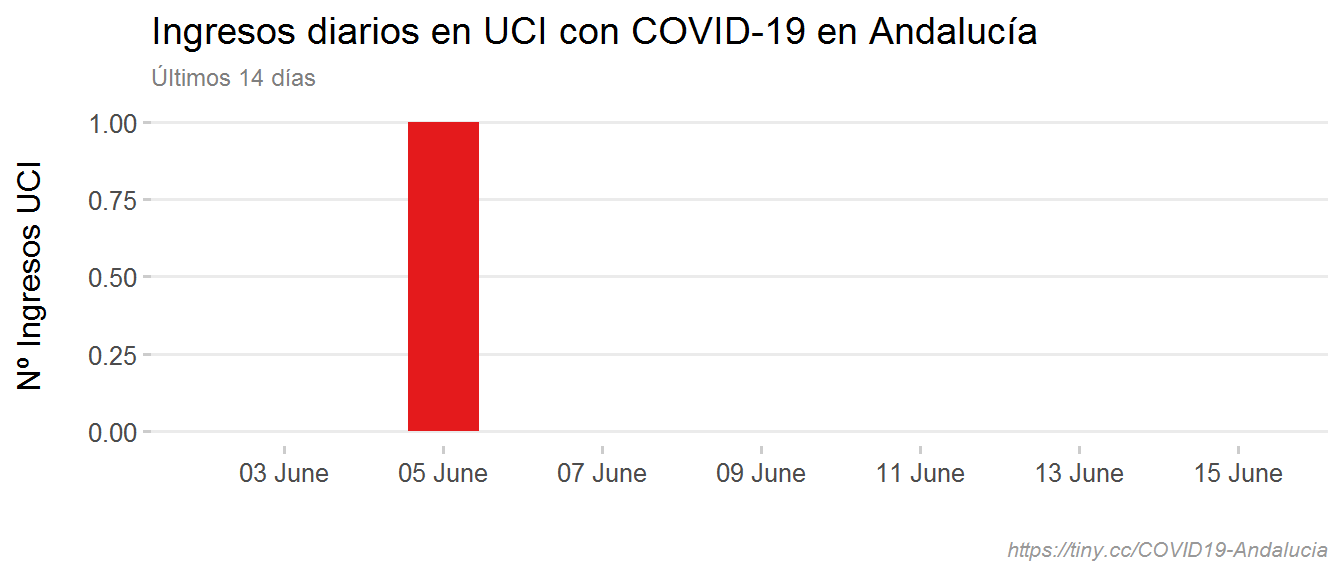 Ingresos diarios en UCI con COVID-19 en Andalucía
Últimos 14 días
Nº Ingresos UCI
1.00
0.75
0.50
0.25
0.00
03 June 05 June 07 June 09 June 11 June 13 June 15 June
https://tiny.cc/COVID19-Andalucia